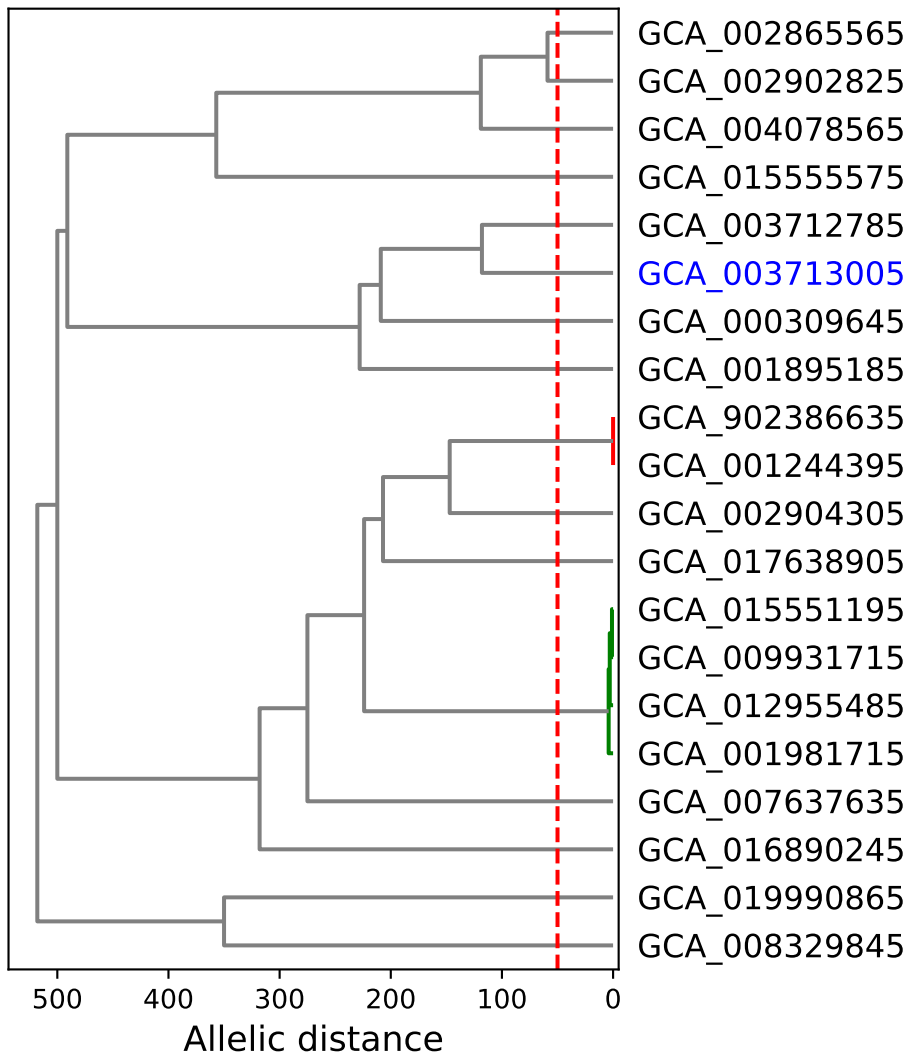 GCA_002865565
GCA_002902825
GCA_004078565
GCA_015555575
GCA_003712785
GCA_003713005
GCA_000309645
GCA_001895185
GCA_902386635
GCA_001244395
GCA_002904305
GCA_017638905
GCA_015551195
GCA_009931715
GCA_012955485
GCA_001981715
GCA_007637635
GCA_016890245
GCA_019990865
GCA_008329845
500 400 300 200 100 0
Allelic distance